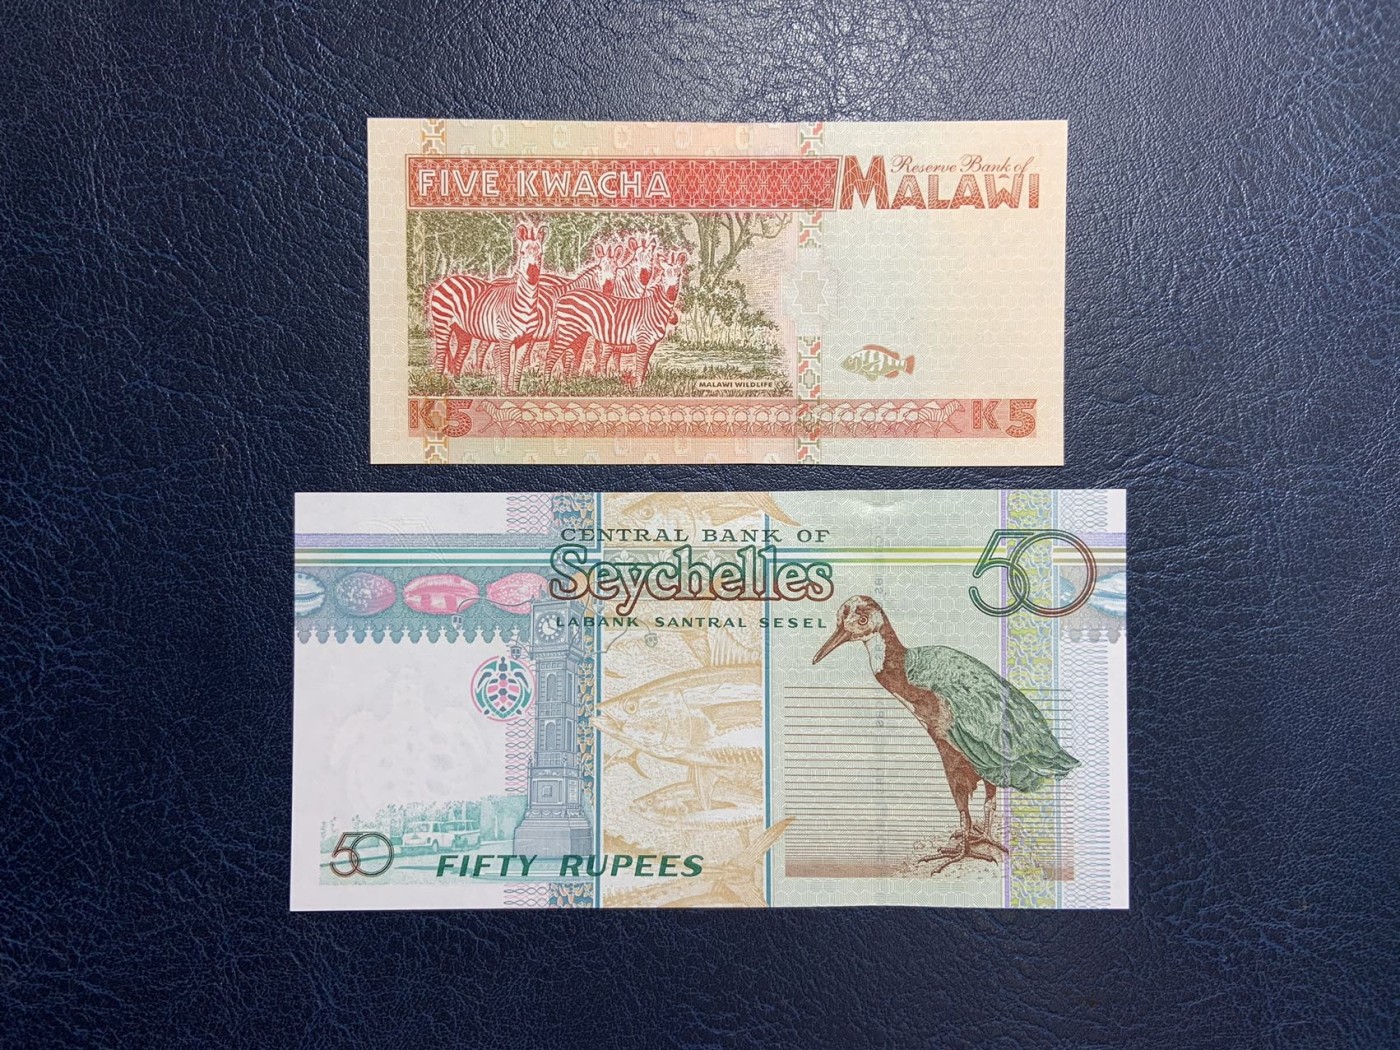 FIVE KWACHA
Reserve Bank of
MALAWI
MALAWI WILDLIFE
K5
K5
CENTRAL BANK OF
Seychelles
LABANK SANTRAL SESEL
50
50
FIFTY RUPEES